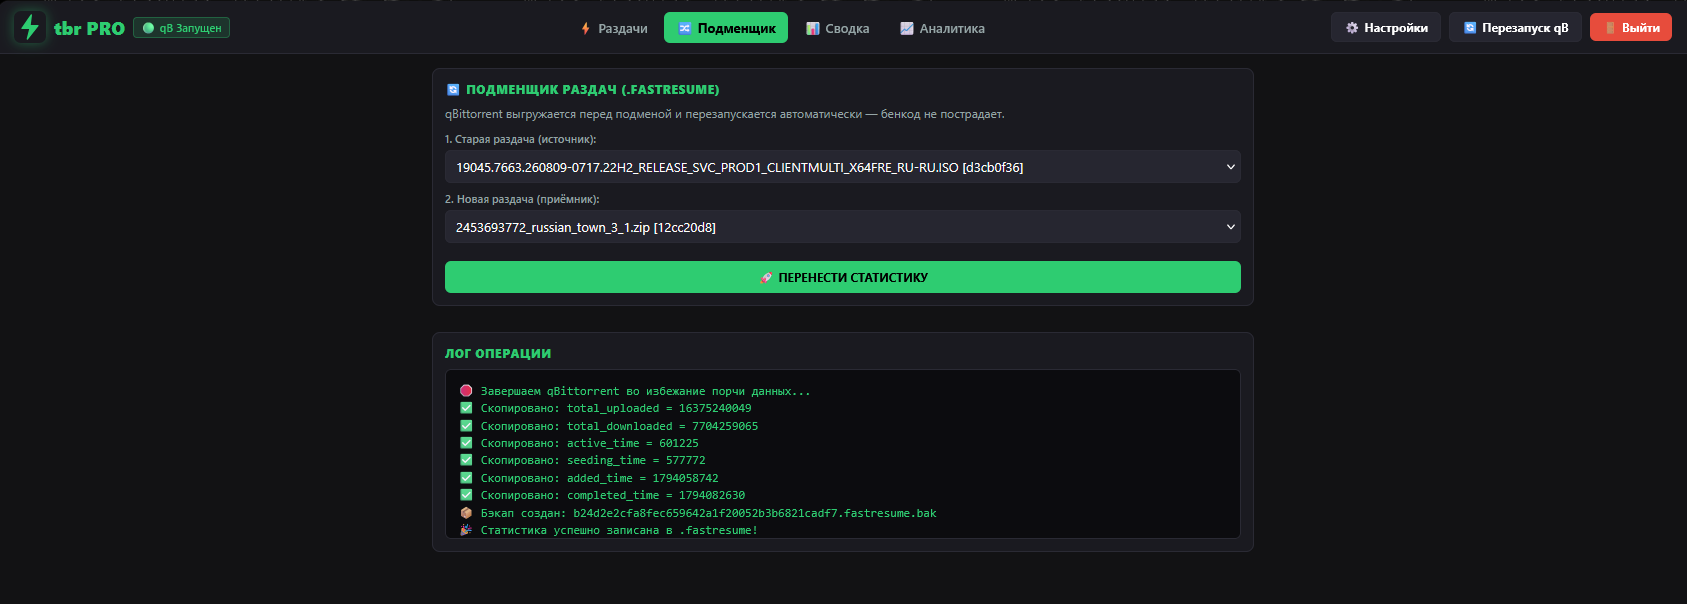 tbr PRO
qB Запущен
Раздачи
Подменщик
Сводка
Аналитика
Настройки
Перезапуск qB
Выйти
ПОДМЕНЩИК РАЗДАЧ (.FASTRESUME)
qBittorrent выгружается перед подменой и перезапускается автоматически — бенкод не пострадает.
1. Старая раздача (источник):
19045.7663.260809-0717.22H2_RELEASE_SVC_PROD1_CLIENTMULTI_X64FRE_RU-RU.ISO [d3cb0f36]
2. Новая раздача (приёмник):
2453693772_russian_town_3_1.zip [12cc20d8]
ПЕРЕНЕСТИ СТАТИСТИКУ
ЛОГ ОПЕРАЦИИ
Завершаем qBittorrent во избежание порчи данных...
Скопировано: total_uploaded = 16375240049
Скопировано: total_downloaded = 7704259065
Скопировано: active_time = 601225
Скопировано: seeding_time = 577772
Скопировано: added_time = 1794058742
Скопировано: completed_time = 1794082630
Бэкап создан: b24d2e2cfa8fec659642a1f20052b3b6821cadf7.fastresume.bak
Статистика успешно записана в .fastresume!